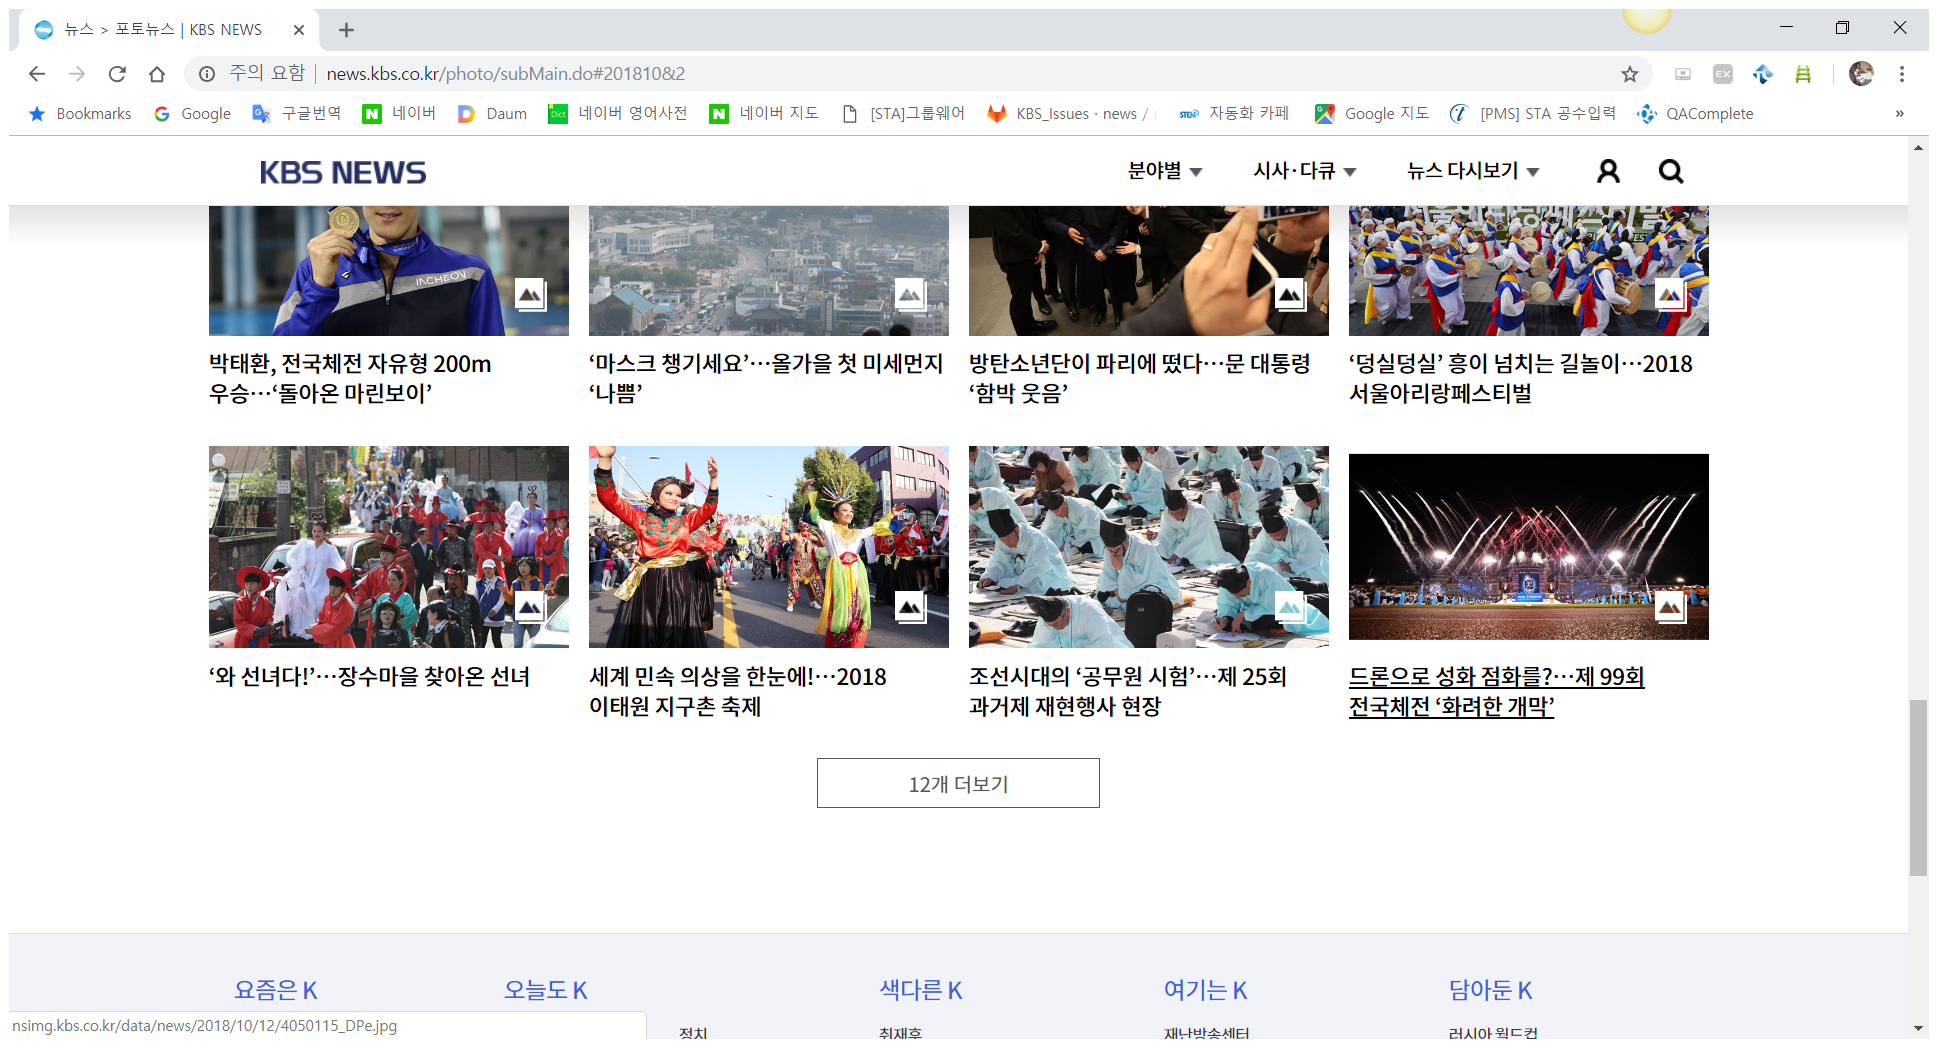 뉴스 > 포토뉴스 | KBS NEWS
주의 요함 | news.kbs.co.kr/photo/subMain.do#201810&2
EX
Bookmarks Google 구글번역 네이버 Daum Dict 네이버 영어사전 네이버 지도 [STA]그룹웨어 KBS_Issues · news / STEN 자동화 카페 Google 지도 [PMS] STA 공수입력 QAComplete »
KBS NEWS 분야별 시사·다큐 뉴스 다시보기
INCHEON
박태환, 전국체전 자유형 200m
우승…‘돌아온 마린보이’
‘마스크 챙기세요’…올가을 첫 미세먼지
‘나쁨’
방탄소년단이 파리에 떴다…문 대통령
‘함박 웃음’
‘덩실덩실’ 흥이 넘치는 길놀이…2018
서울아리랑페스티벌
‘와 선녀다!’…장수마을 찾아온 선녀
세계 민속 의상을 한눈에!…2018
이태원 지구촌 축제
조선시대의 ‘공무원 시험’…제 25회
과거제 재현행사 현장
드론으로 성화 점화를?…제 99회
전국체전 ‘화려한 개막’
12개 더보기
요즘은 K 오늘도 K 색다른 K 여기는 K 담아둔 K
정치 취재후 재난방송센터 러시아 월드컵
nsimg.kbs.co.kr/data/news/2018/10/12/4050115_DPe.jpg